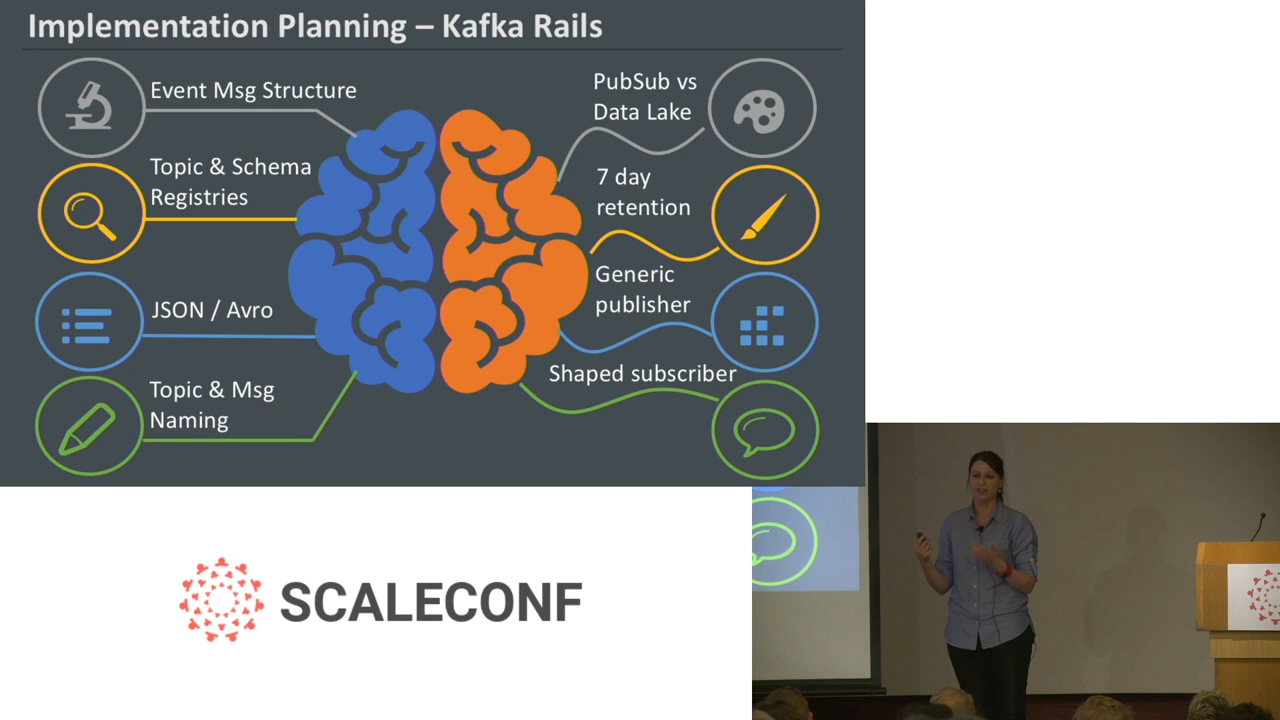 Implementation Planning – Kafka Rails
Event Msg Structure
Topic & Schema
Registries
JSON / Avro
Topic & Msg
Naming
PubSub vs
Data Lake
7 day
retention
Generic
publisher
Shaped subscriber
SCALECONF